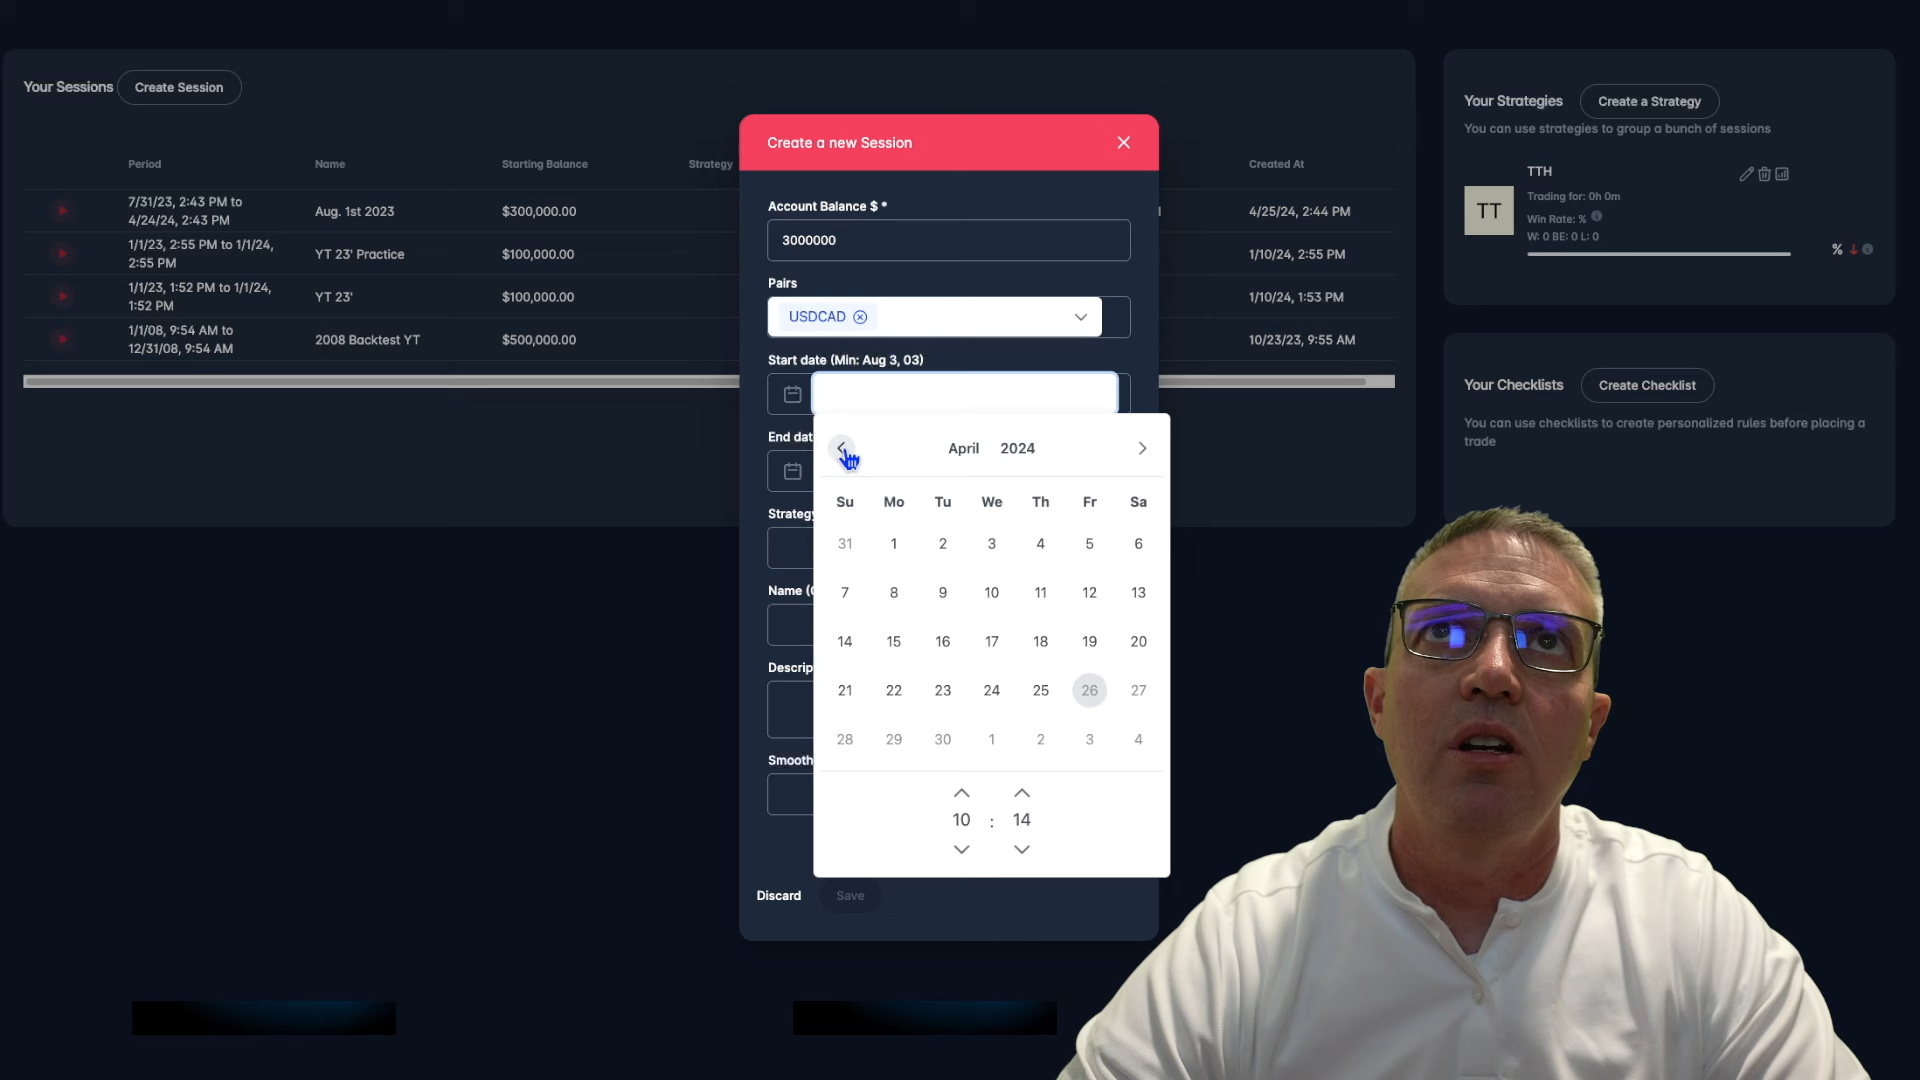 Your Sessions
Create Session
Period
Name
Starting Balance
Strategy
Created At
7/31/23, 2:43 PM to
4/24/24, 2:43 PM
Aug. 1st 2023
$300,000.00
4/25/24, 2:44 PM
1/1/23, 2:55 PM to 1/1/24,
2:55 PM
YT 23' Practice
$100,000.00
1/10/24, 2:55 PM
1/1/23, 1:52 PM to 1/1/24,
1:52 PM
YT 23'
$100,000.00
1/10/24, 1:53 PM
1/1/08, 9:54 AM to
12/31/08, 9:54 AM
2008 Backtest YT
$500,000.00
10/23/23, 9:55 AM
Create a new Session
Account Balance $ *
3000000
Pairs
USDCAD
Start date (Min: Aug 3, 03)
End dat
Strategy
Name (
Descrip
Smooth
April 2024
Su Mo Tu We Th Fr Sa
31 1 2 3 4 5 6
7 8 9 10 11 12 13
14 15 16 17 18 19 20
21 22 23 24 25 26 27
28 29 30 1 2 3 4
10 : 14
Discard
Save
Your Strategies
Create a Strategy
You can use strategies to group a bunch of sessions
TT
TTH
Trading for: 0h 0m
Win Rate: %
W: 0 BE: 0 L: 0
%
Your Checklists
Create Checklist
You can use checklists to create personalized rules before placing a
trade